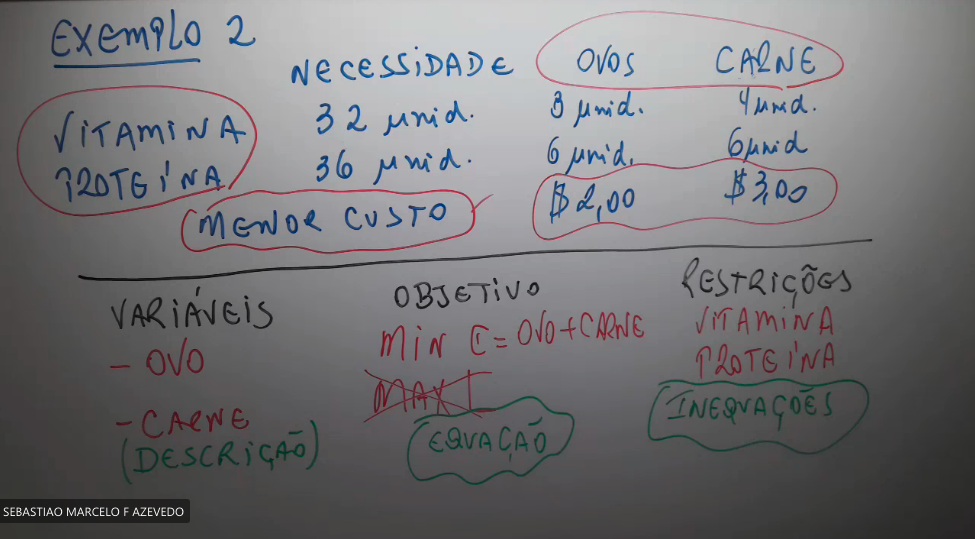 EXEMPLO 2
NECESSIDADE OVOS CARNE
VITAMINA 32 unid. 8 unid. 4 unid.
PROTEÍNA 36 unid. 6 unid. 6 unid
MENOR CUSTO $2,00 $3,00
VARIÁVEIS OBJETIVO RESTRIÇÕES
- OVO MIN C = OVO + CARNE VITAMINA
PROTEÍNA
- CARNE MAX L INEQUAÇÕES
(DESCRIÇÃO) EQUAÇÃO
SEBASTIAO MARCELO F AZEVEDO